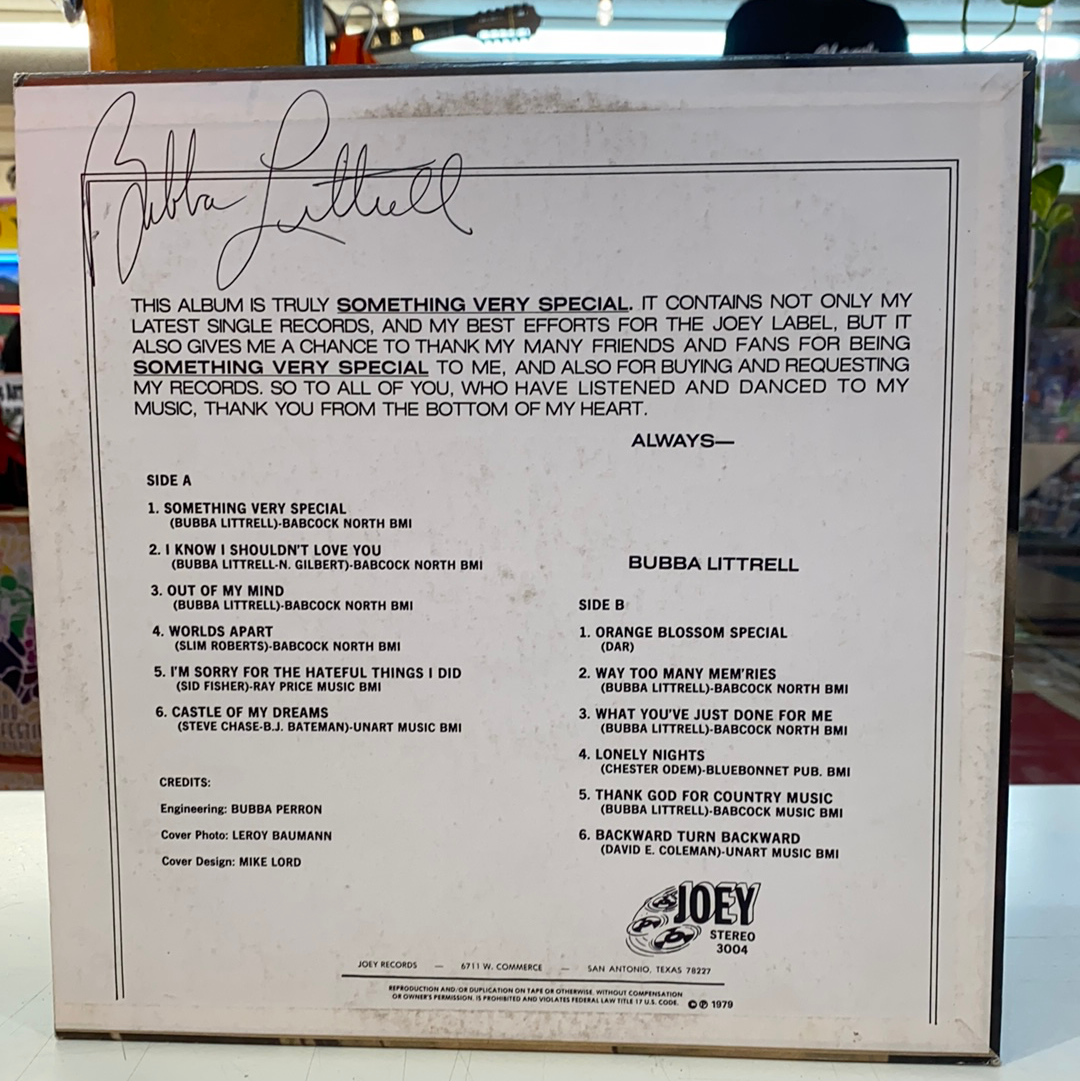 Bubba Littrell
THIS ALBUM IS TRULY SOMETHING VERY SPECIAL. IT CONTAINS NOT ONLY MY
LATEST SINGLE RECORDS, AND MY BEST EFFORTS FOR THE JOEY LABEL, BUT IT
ALSO GIVES ME A CHANCE TO THANK MY MANY FRIENDS AND FANS FOR BEING
SOMETHING VERY SPECIAL TO ME, AND ALSO FOR BUYING AND REQUESTING
MY RECORDS. SO TO ALL OF YOU, WHO HAVE LISTENED AND DANCED TO MY
MUSIC, THANK YOU FROM THE BOTTOM OF MY HEART.
ALWAYS—
BUBBA LITTRELL
SIDE A
1. SOMETHING VERY SPECIAL
(BUBBA LITTRELL)-BABCOCK NORTH BMI
2. I KNOW I SHOULDN'T LOVE YOU
(BUBBA LITTRELL-N. GILBERT)-BABCOCK NORTH BMI
3. OUT OF MY MIND
(BUBBA LITTRELL)-BABCOCK NORTH BMI
4. WORLDS APART
(SLIM ROBERTS)-BABCOCK NORTH BMI
5. I'M SORRY FOR THE HATEFUL THINGS I DID
(SID FISHER)-RAY PRICE MUSIC BMI
6. CASTLE OF MY DREAMS
(STEVE CHASE-B.J. BATEMAN)-UNART MUSIC BMI
CREDITS:
Engineering: BUBBA PERRON
Cover Photo: LEROY BAUMANN
Cover Design: MIKE LORD
SIDE B
1. ORANGE BLOSSOM SPECIAL
(DAR)
2. WAY TOO MANY MEM'RIES
(BUBBA LITTRELL)-BABCOCK NORTH BMI
3. WHAT YOU'VE JUST DONE FOR ME
(BUBBA LITTRELL)-BABCOCK NORTH BMI
4. LONELY NIGHTS
(CHESTER ODEM)-BLUEBONNET PUB. BMI
5. THANK GOD FOR COUNTRY MUSIC
(BUBBA LITTRELL)-BABCOCK MUSIC BMI
6. BACKWARD TURN BACKWARD
(DAVID E. COLEMAN)-UNART MUSIC BMI
JOEY
STEREO
3004
JOEY RECORDS — 6711 W. COMMERCE — SAN ANTONIO, TEXAS 78227
REPRODUCTION AND/OR DUPLICATION ON TAPE OR OTHERWISE, WITHOUT COMPENSATION
OR OWNER'S PERMISSION, IS PROHIBITED AND VIOLATES FEDERAL LAW TITLE 17 U.S. CODE. © ℗ 1979